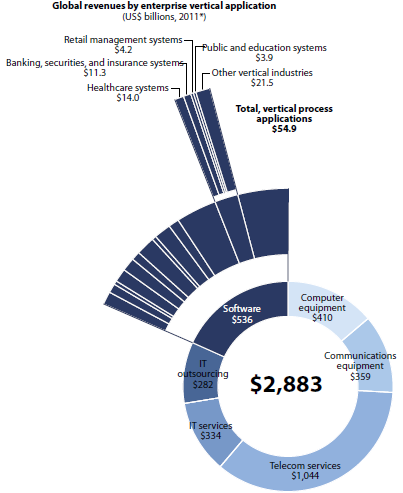 Global revenues by enterprise vertical application
(US$ billions, 2011*)
Retail management systems
$4.2
Public and education systems
$3.9
Banking, securities, and insurance systems
$11.3
Other vertical industries
$21.5
Healthcare systems
$14.0
Total, vertical process
applications
$54.9
Software
$536
Computer
equipment
$410
Communications
equipment
$359
IT
outsourcing
$282
$2,883
IT services
$334
Telecom services
$1,044